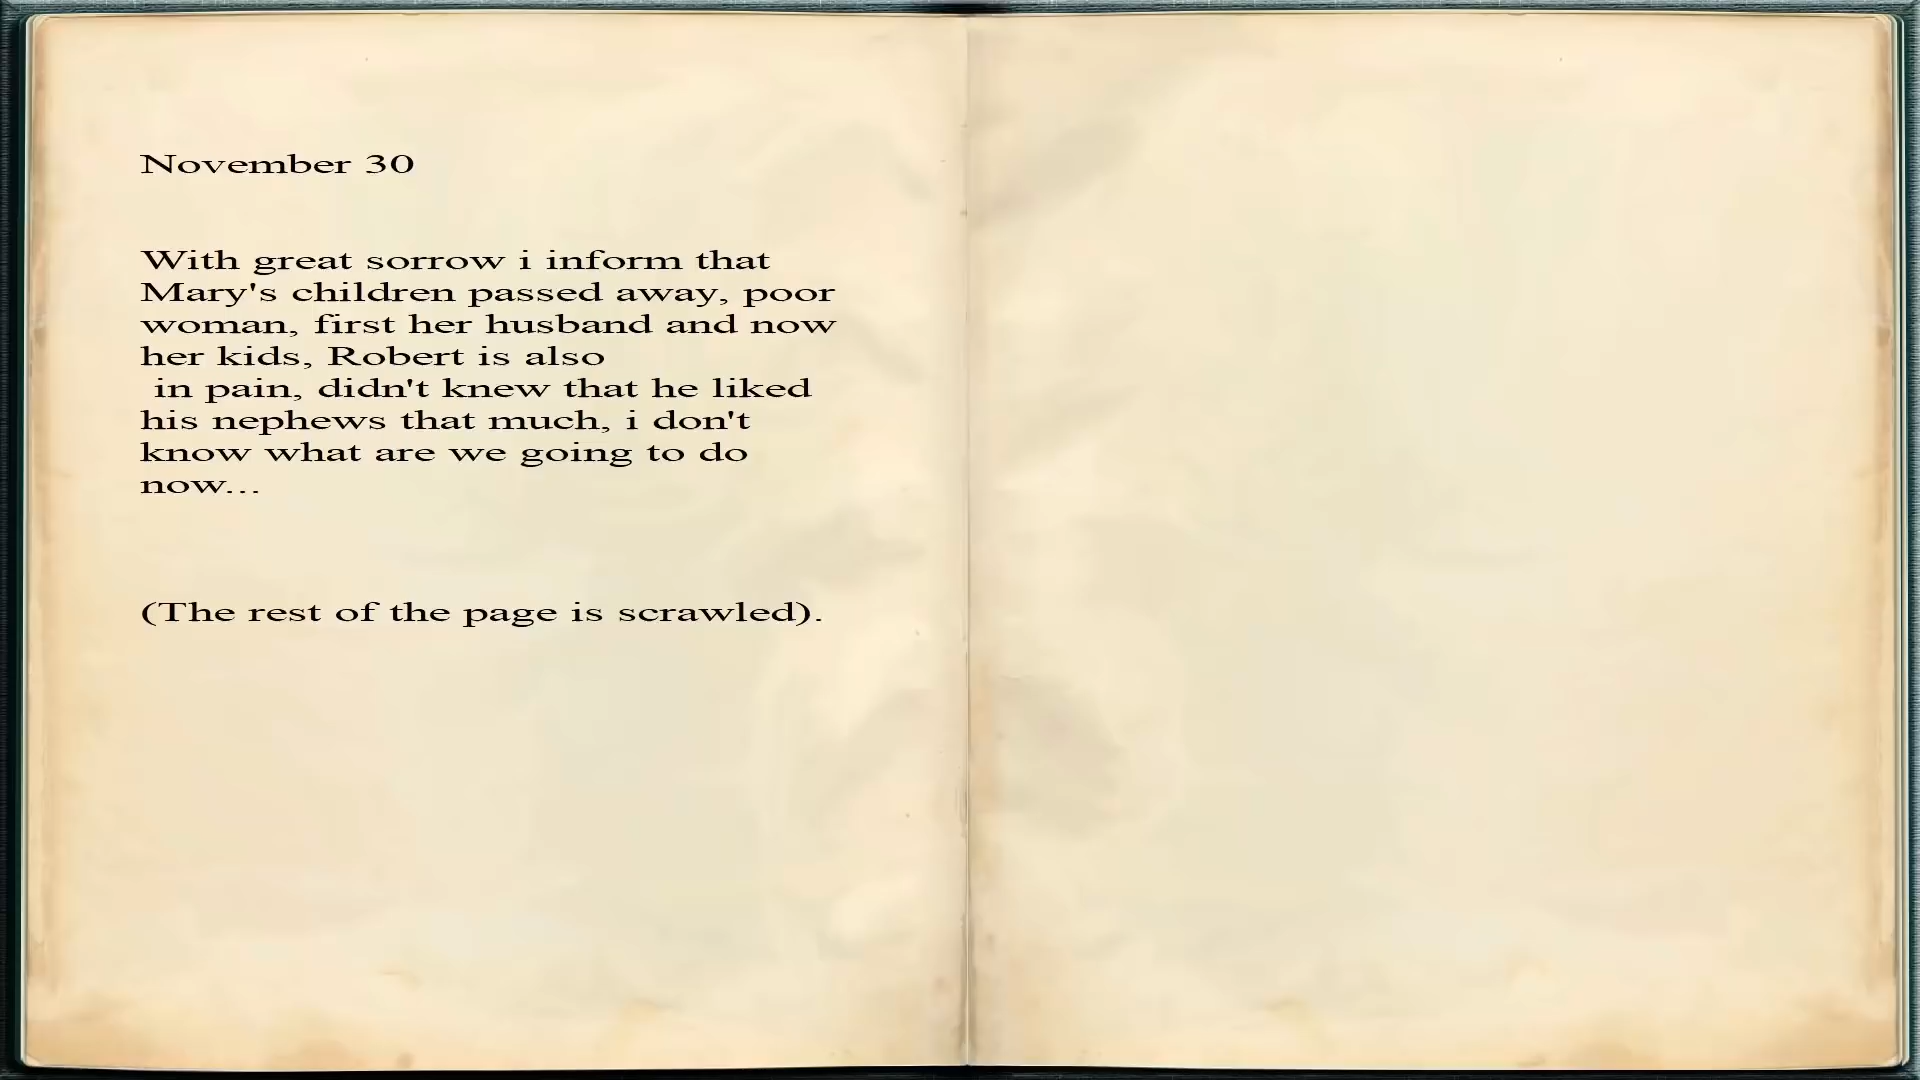 November 30
With great sorrow i inform that
Mary's children passed away, poor
woman, first her husband and now
her kids, Robert is also
in pain, didn't knew that he liked
his nephews that much, i don't
know what are we going to do
now...
(The rest of the page is scrawled).